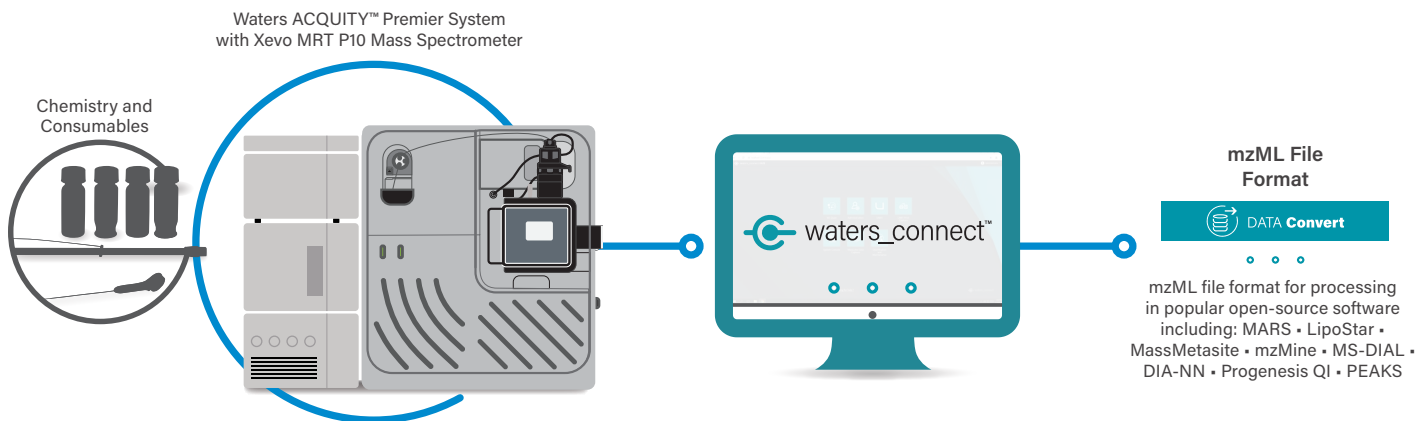 Waters ACQUITY™ Premier System
with Xevo MRT P10 Mass Spectrometer
Chemistry and
Consumables
waters_connect™
mzML File
Format
DATA Convert
mzML file format for processing
in popular open-source software
including: MARS • LipoStar •
MassMetasite • mzMine • MS-DIAL •
DIA-NN • Progenesis QI • PEAKS